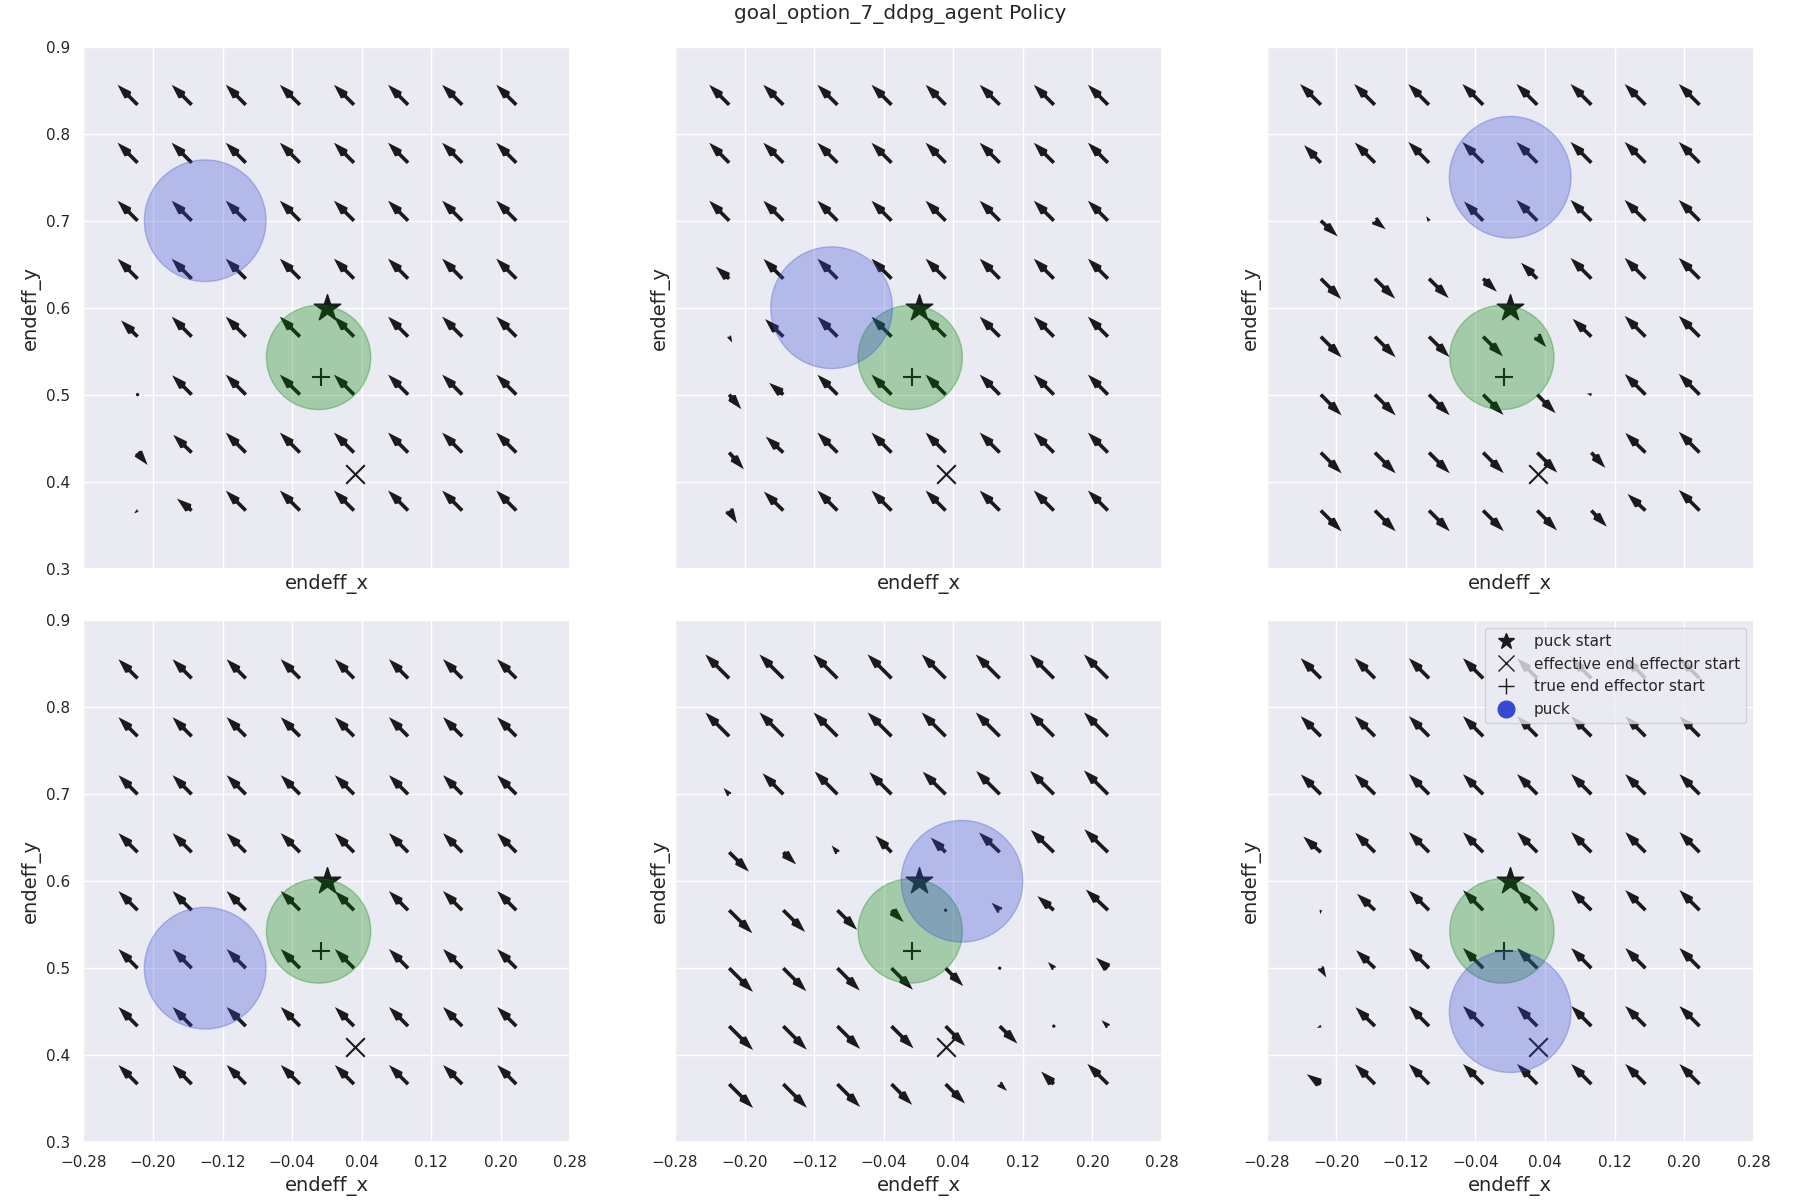 goal_option_7_ddpg_agent Policy
0.9
0.8
0.7
0.6
0.5
0.4
0.3
endeff_y
endeff_x
endeff_y
endeff_x
endeff_y
endeff_x
0.9
0.8
0.7
0.6
0.5
0.4
0.3
endeff_y
−0.28 −0.20 −0.12 −0.04 0.04 0.12 0.20 0.28
endeff_x
endeff_y
−0.28 −0.20 −0.12 −0.04 0.04 0.12 0.20 0.28
endeff_x
puck start
effective end effector start
true end effector start
puck
endeff_y
−0.28 −0.20 −0.12 −0.04 0.04 0.12 0.20 0.28
endeff_x